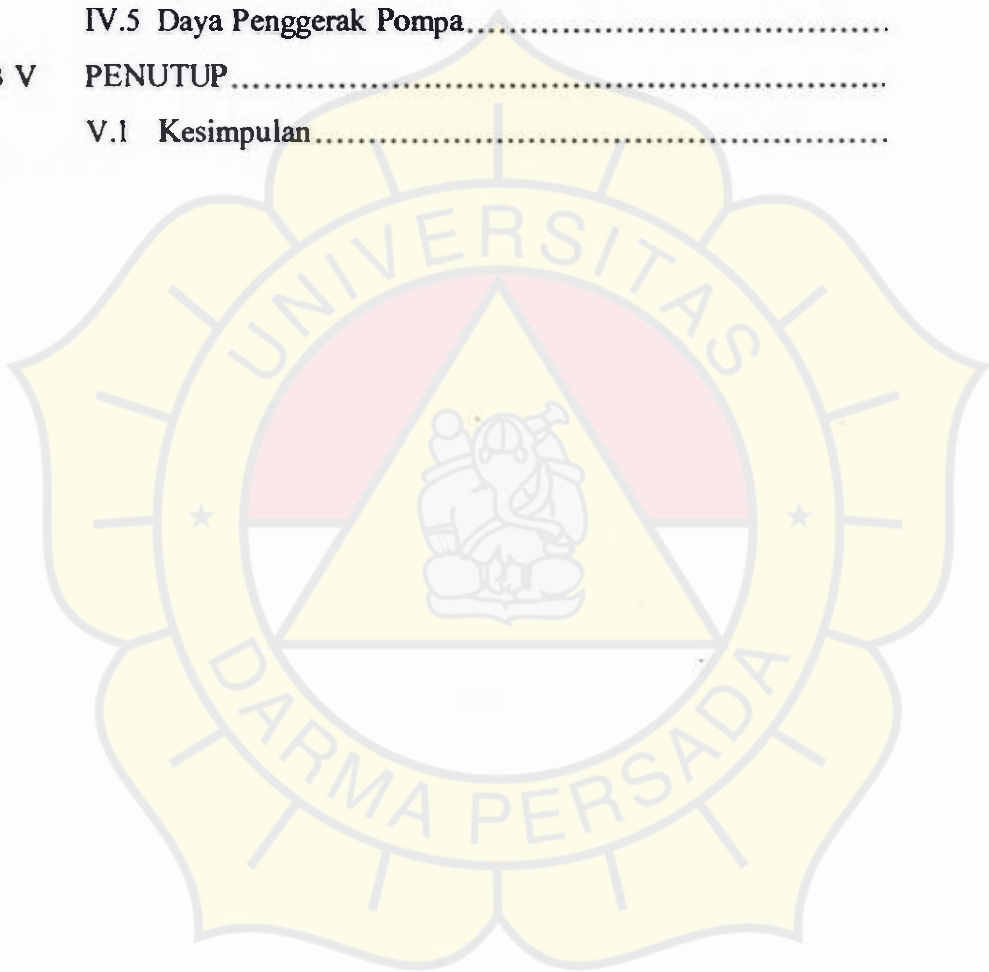 IV.5 Daya Penggerak Pompa........................................
V PENUTUP................................................................
V.1 Kesimpulan.........................................................
UNIVERSITAS
DARMA PERSADA